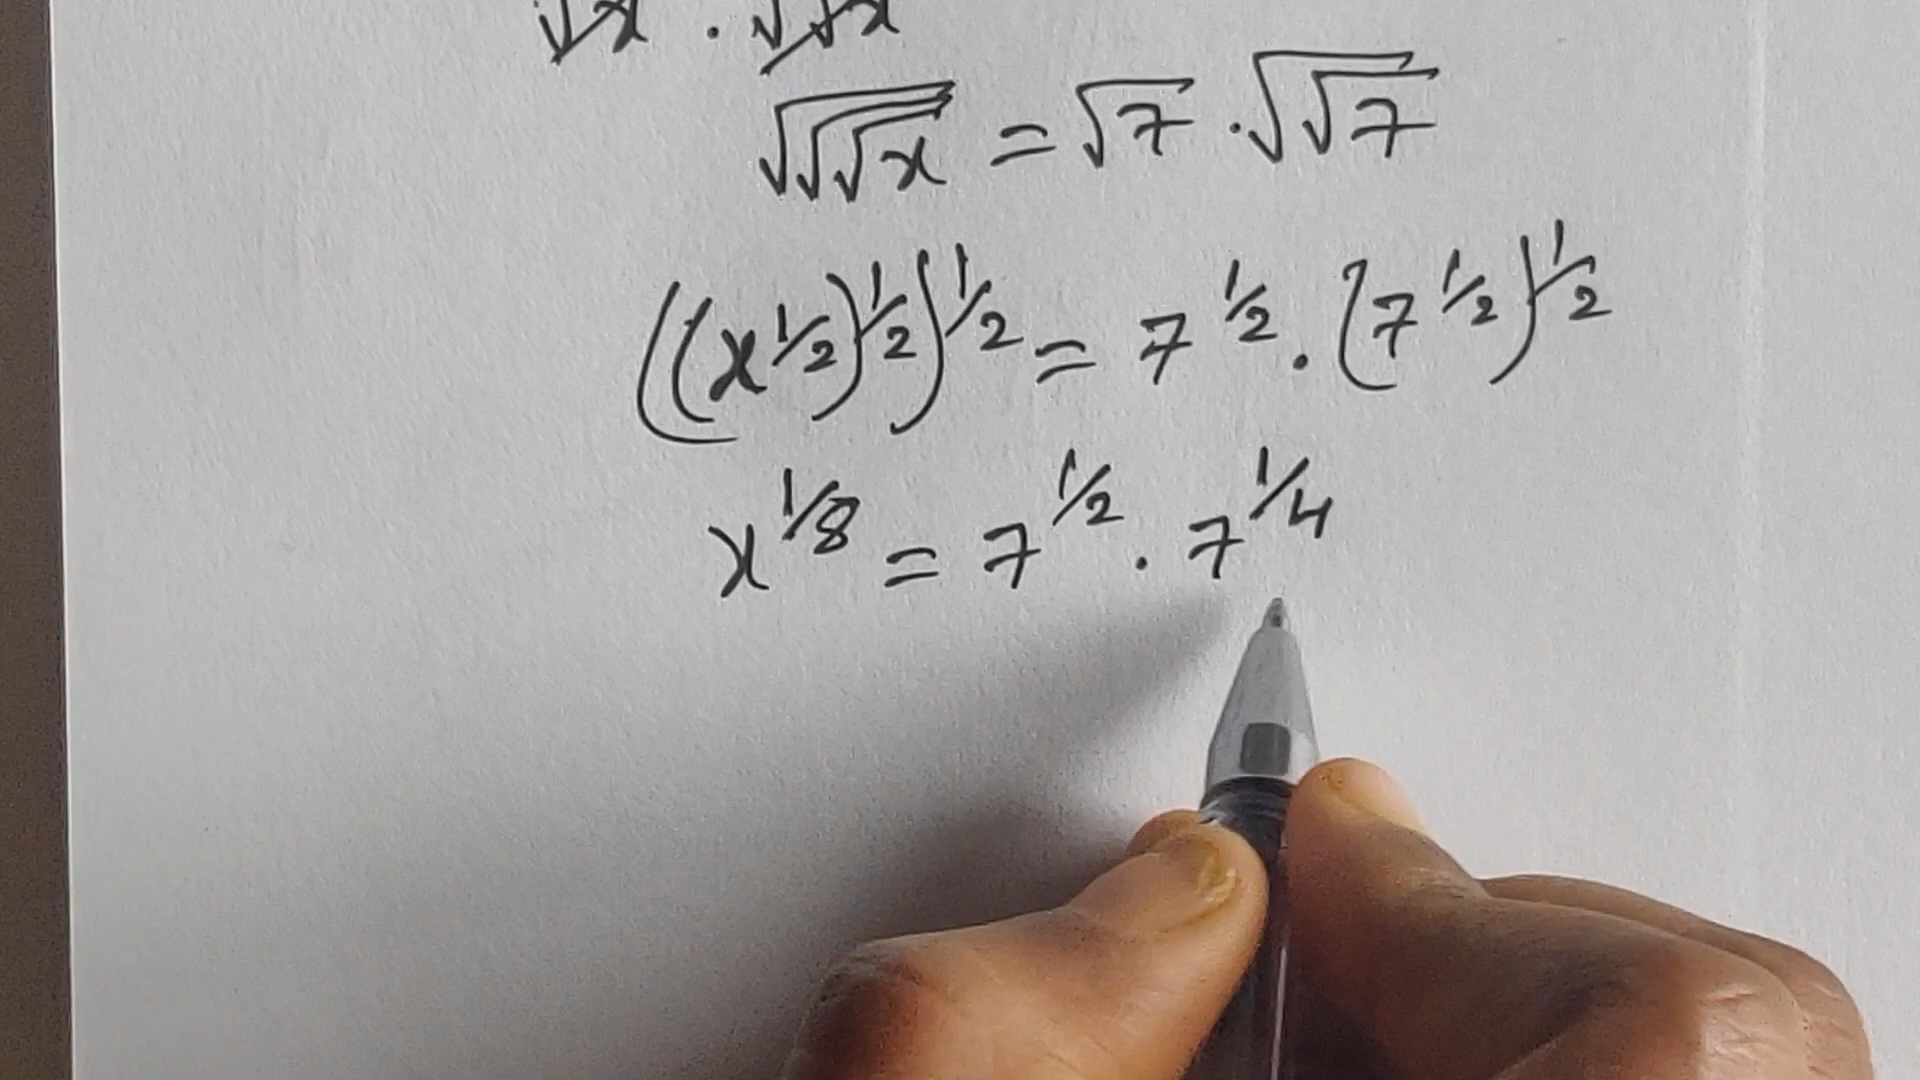 √x · √√x
√√√x = √7 · √√7
((x^1/2)^1/2)^1/2 = 7^1/2 · (7^1/2)^1/2
x^1/8 = 7^1/2 · 7^1/4